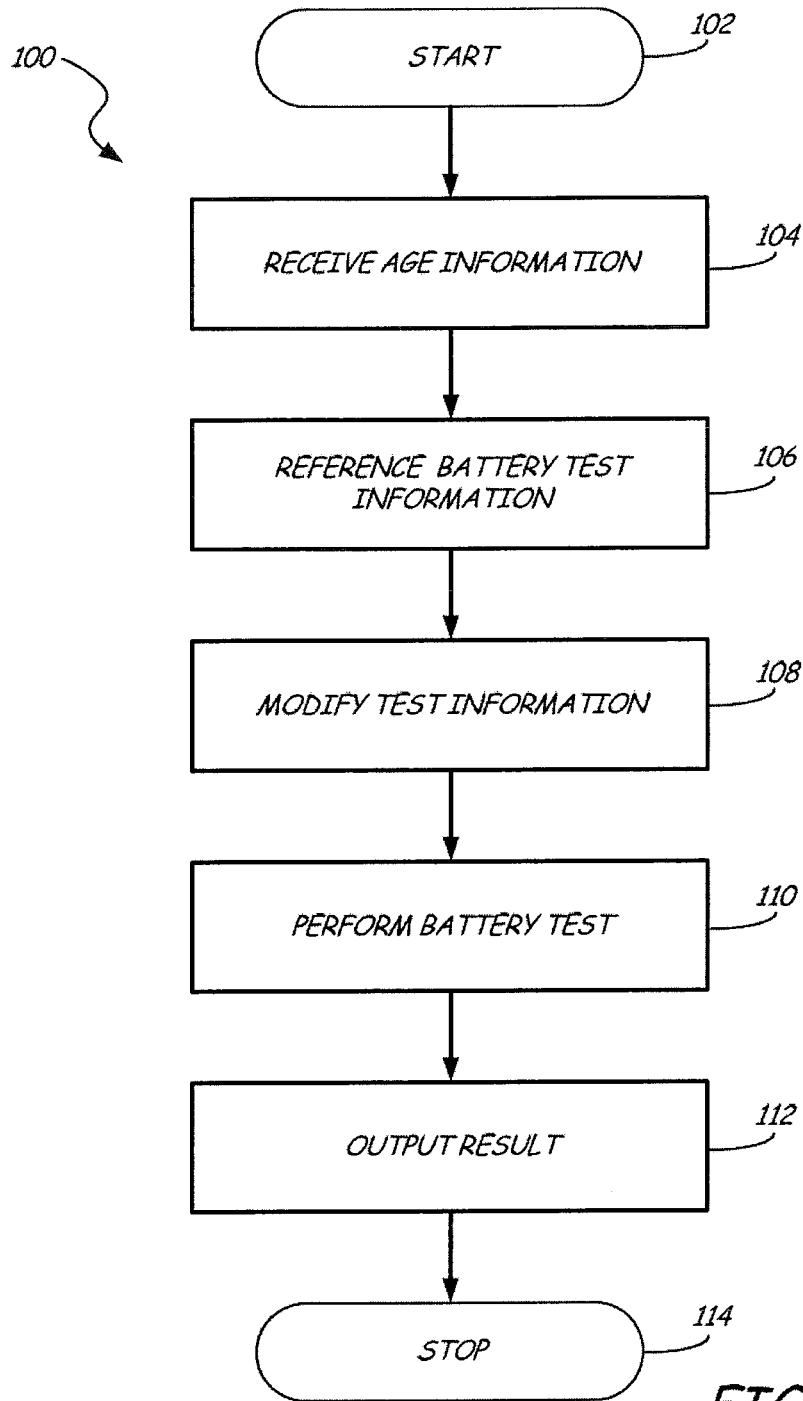 100
START
102
RECEIVE AGE INFORMATION
104
REFERENCE BATTERY TEST
INFORMATION
106
MODIFY TEST INFORMATION
108
PERFORM BATTERY TEST
110
OUTPUT RESULT
112
STOP
114